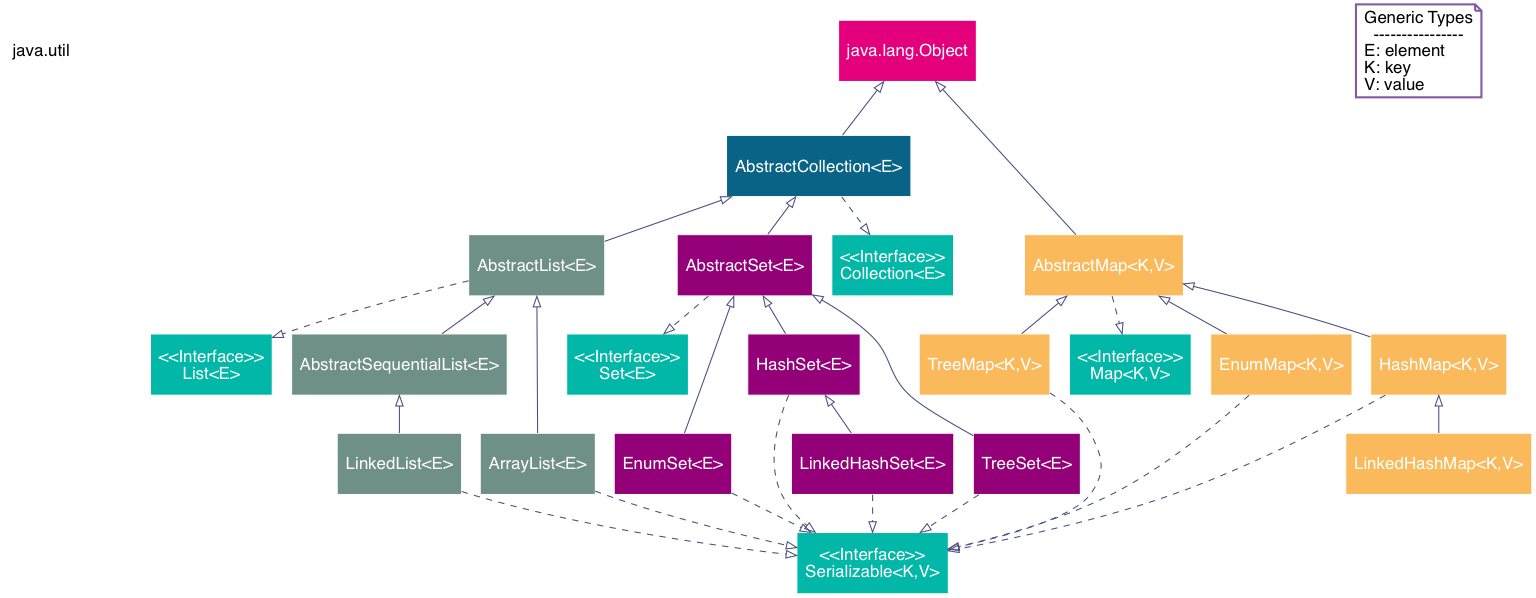 java.util
java.lang.Object
Generic Types
----------------
E: element
K: key
V: value
AbstractCollection<E>
AbstractList<E>
AbstractSet<E>
<<Interface>>
Collection<E>
AbstractMap<K,V>
<<Interface>>
List<E>
AbstractSequentialList<E>
<<Interface>>
Set<E>
HashSet<E>
TreeMap<K,V>
<<Interface>>
Map<K,V>
EnumMap<K,V>
HashMap<K,V>
LinkedList<E>
ArrayList<E>
EnumSet<E>
LinkedHashSet<E>
TreeSet<E>
LinkedHashMap<K,V>
<<Interface>>
Serializable<K,V>